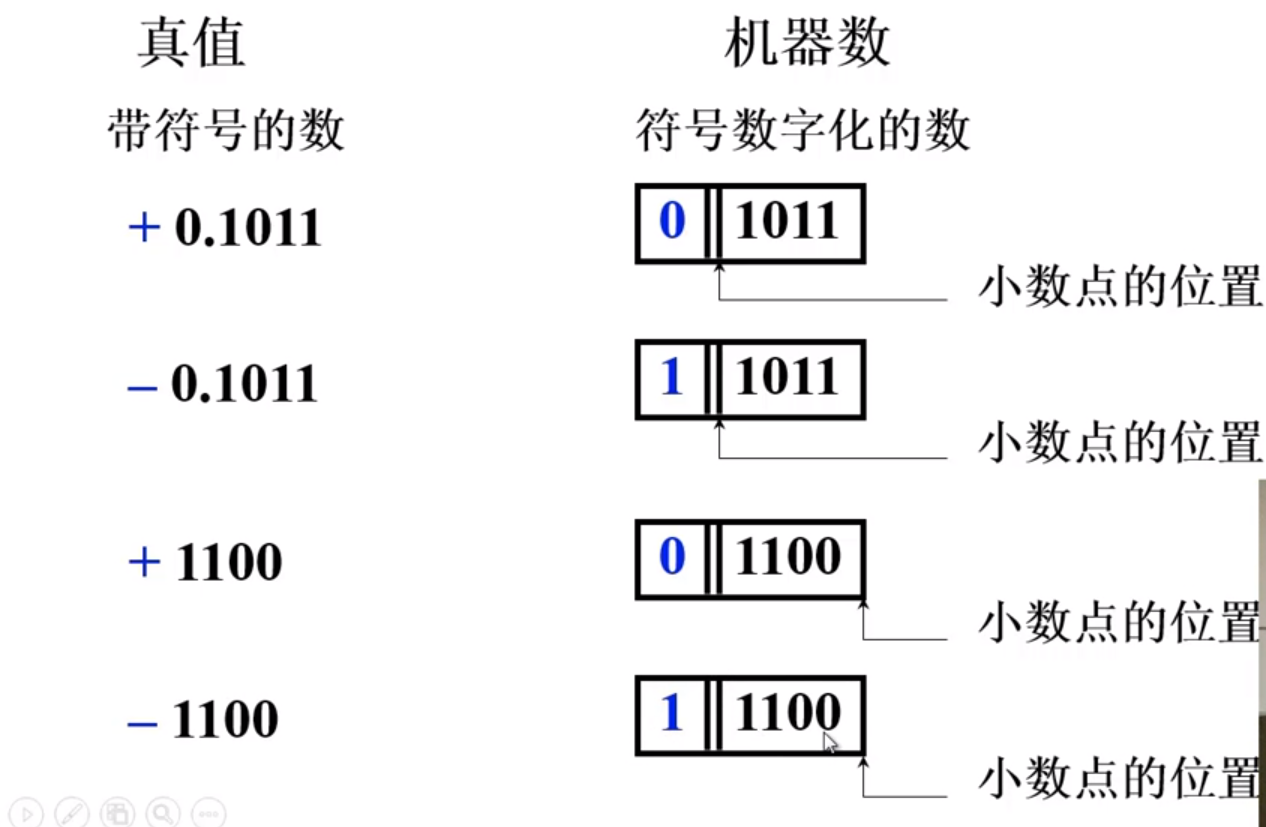 真值 机器数
带符号的数 符号数字化的数
+ 0.1011 0 1011
小数点的位置
– 0.1011 1 1011
小数点的位置
+ 1100 0 1100
小数点的位置
– 1100 1 1100
小数点的位置